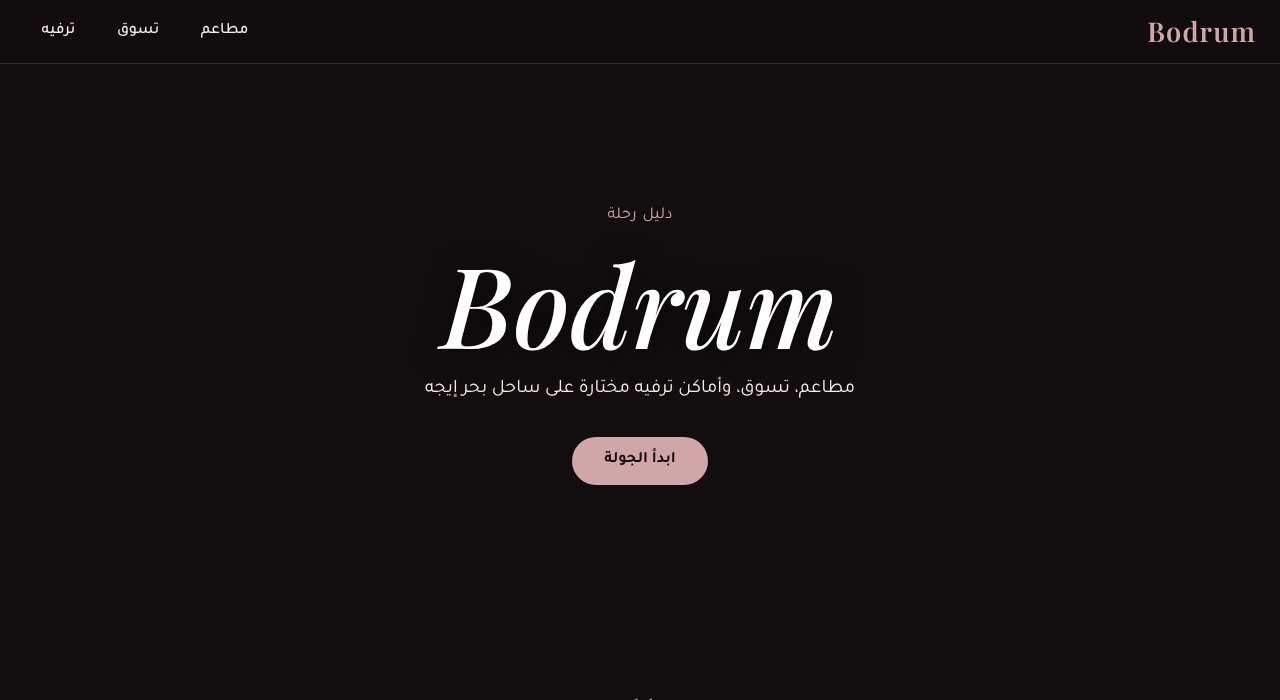 Bodrum
مطاعم
تسوق
ترفيه
دليل رحلة
Bodrum
مطاعم، تسوق، وأماكن ترفيه مختارة على ساحل بحر إيجه
ابدأ الجولة